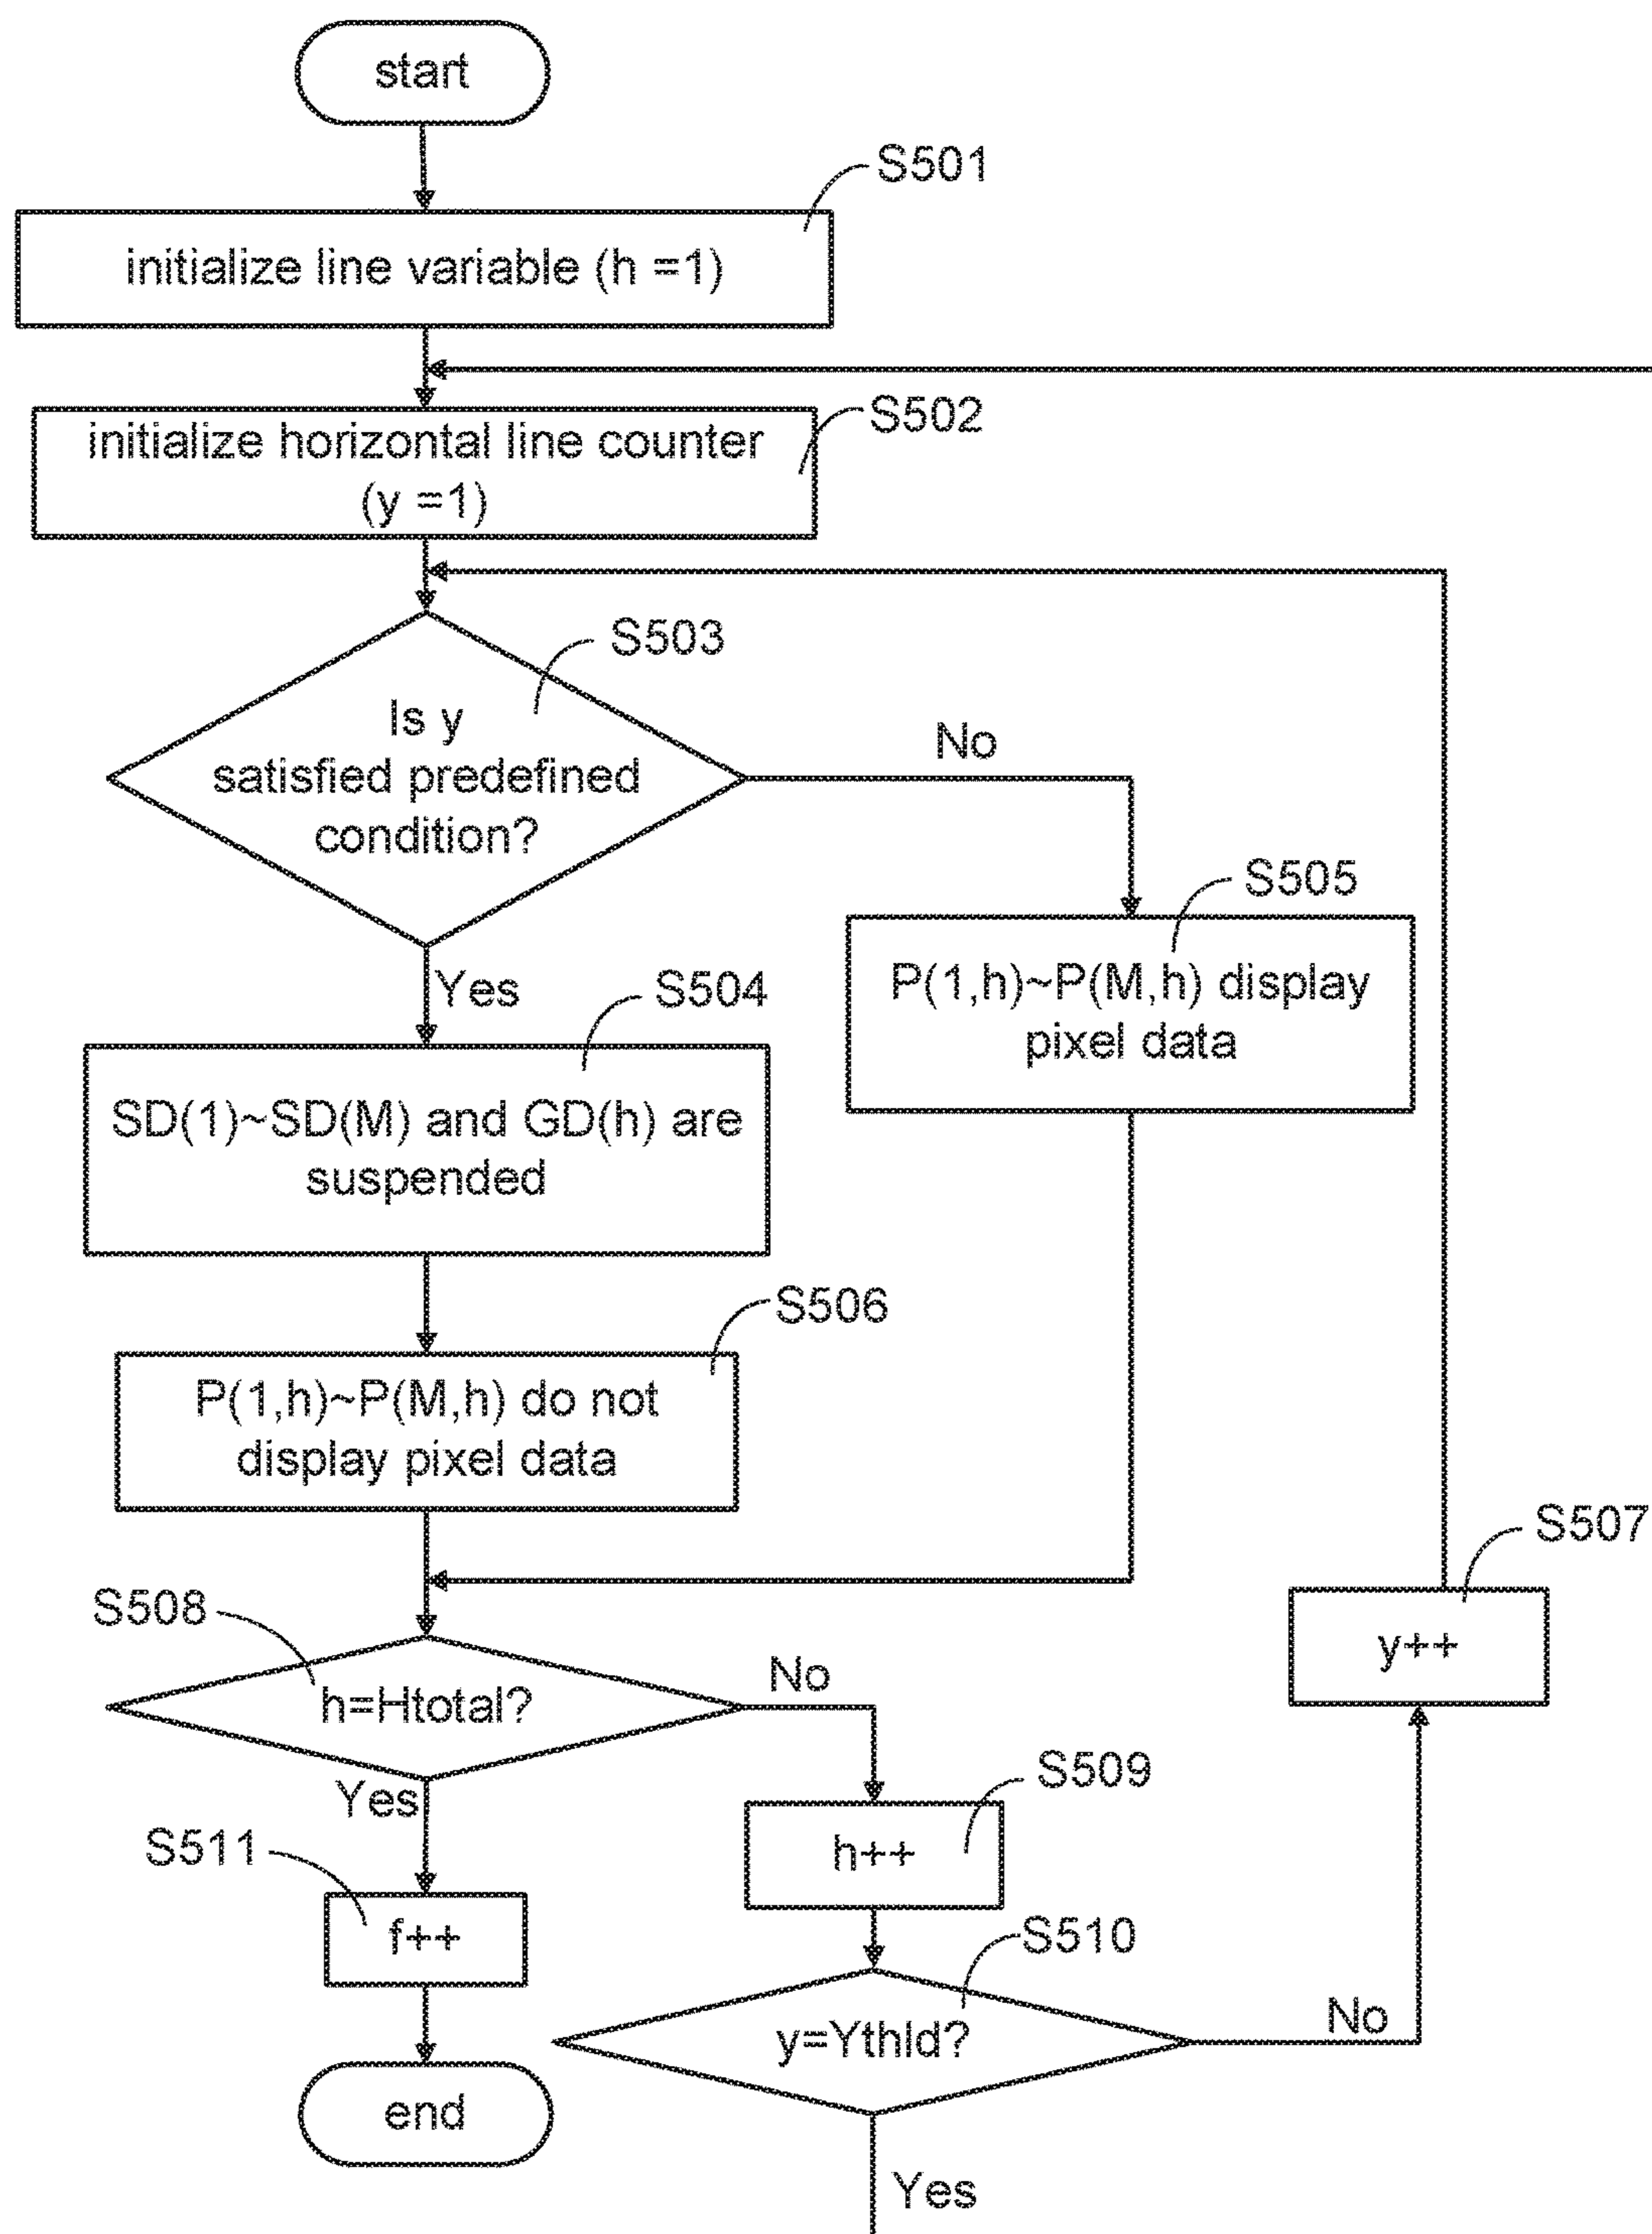 start
S501
initialize line variable (h =1)
S502
initialize horizontal line counter
(y =1)
S503
Is y
satisfied predefined
condition?
No
S505
P(1,h)~P(M,h) display
pixel data
Yes
S504
SD(1)~SD(M) and GD(h) are
suspended
S506
P(1,h)~P(M,h) do not
display pixel data
S507
y++
S508
h=Htotal?
No
Yes
S509
h++
S511
f++
S510
y=Ythld?
No
end
Yes